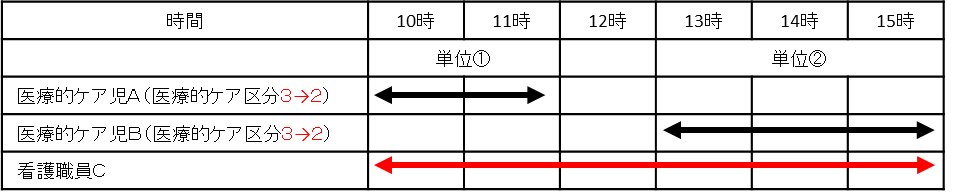 時間 10時 11時 12時 13時 14時 15時
単位① 単位②
医療的ケア児A(医療的ケア区分3→2)
医療的ケア児B(医療的ケア区分3→2)
看護職員C